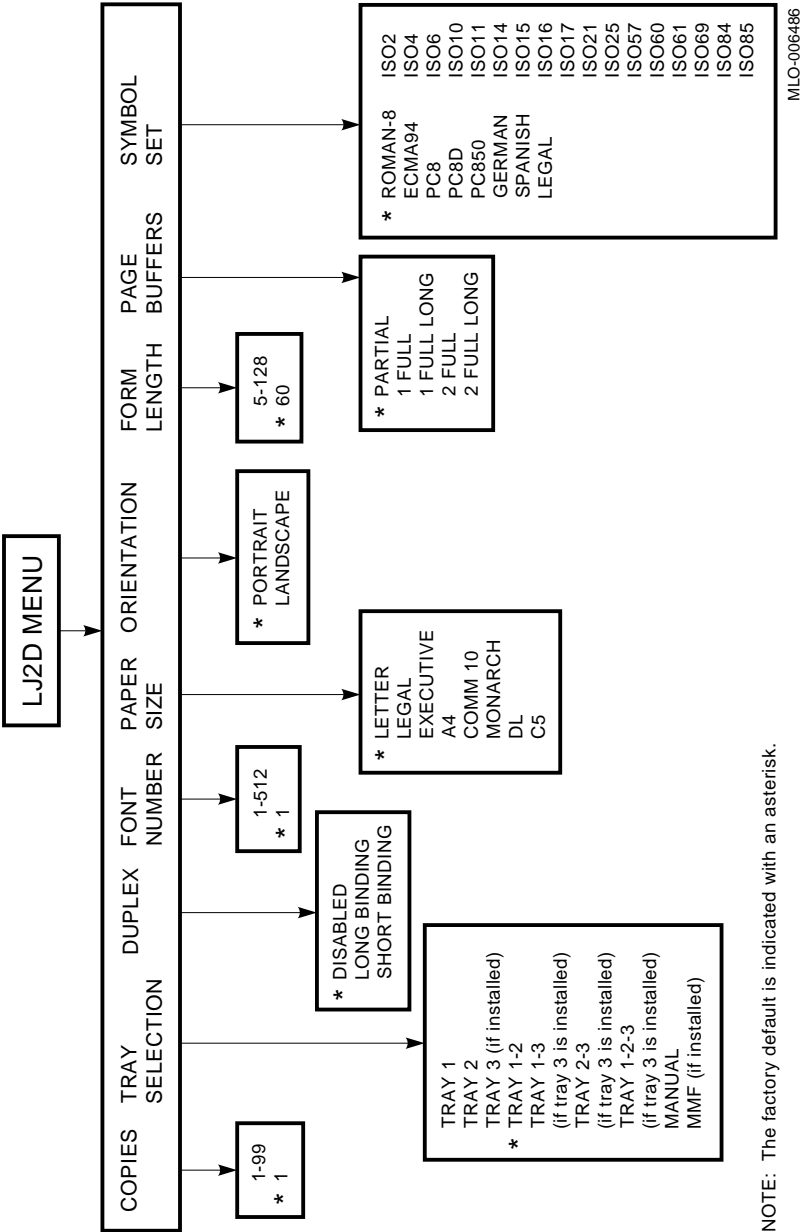 LJ2D MENU
COPIES
TRAY
SELECTION
DUPLEX
FONT
NUMBER
PAPER
SIZE
ORIENTATION
FORM
LENGTH
PAGE
BUFFERS
SYMBOL
SET
1-99
* 1
TRAY 1
TRAY 2
TRAY 3 (if installed)
* TRAY 1-2
TRAY 1-3
(if tray 3 is installed)
TRAY 2-3
(if tray 3 is installed)
TRAY 1-2-3
(if tray 3 is installed)
MANUAL
MMF (if installed)
* DISABLED
LONG BINDING
SHORT BINDING
1-512
* 1
* LETTER
LEGAL
EXECUTIVE
A4
COMM 10
MONARCH
DL
C5
* PORTRAIT
LANDSCAPE
5-128
* 60
* PARTIAL
1 FULL
1 FULL LONG
2 FULL
2 FULL LONG
* ROMAN-8 ISO2
ECMA94 ISO4
PC8 ISO6
PC8D ISO10
PC850 ISO11
GERMAN ISO14
SPANISH ISO15
LEGAL ISO16
ISO17
ISO21
ISO25
ISO57
ISO60
ISO61
ISO69
ISO84
ISO85
NOTE: The factory default is indicated with an asterisk.
MLO-006486